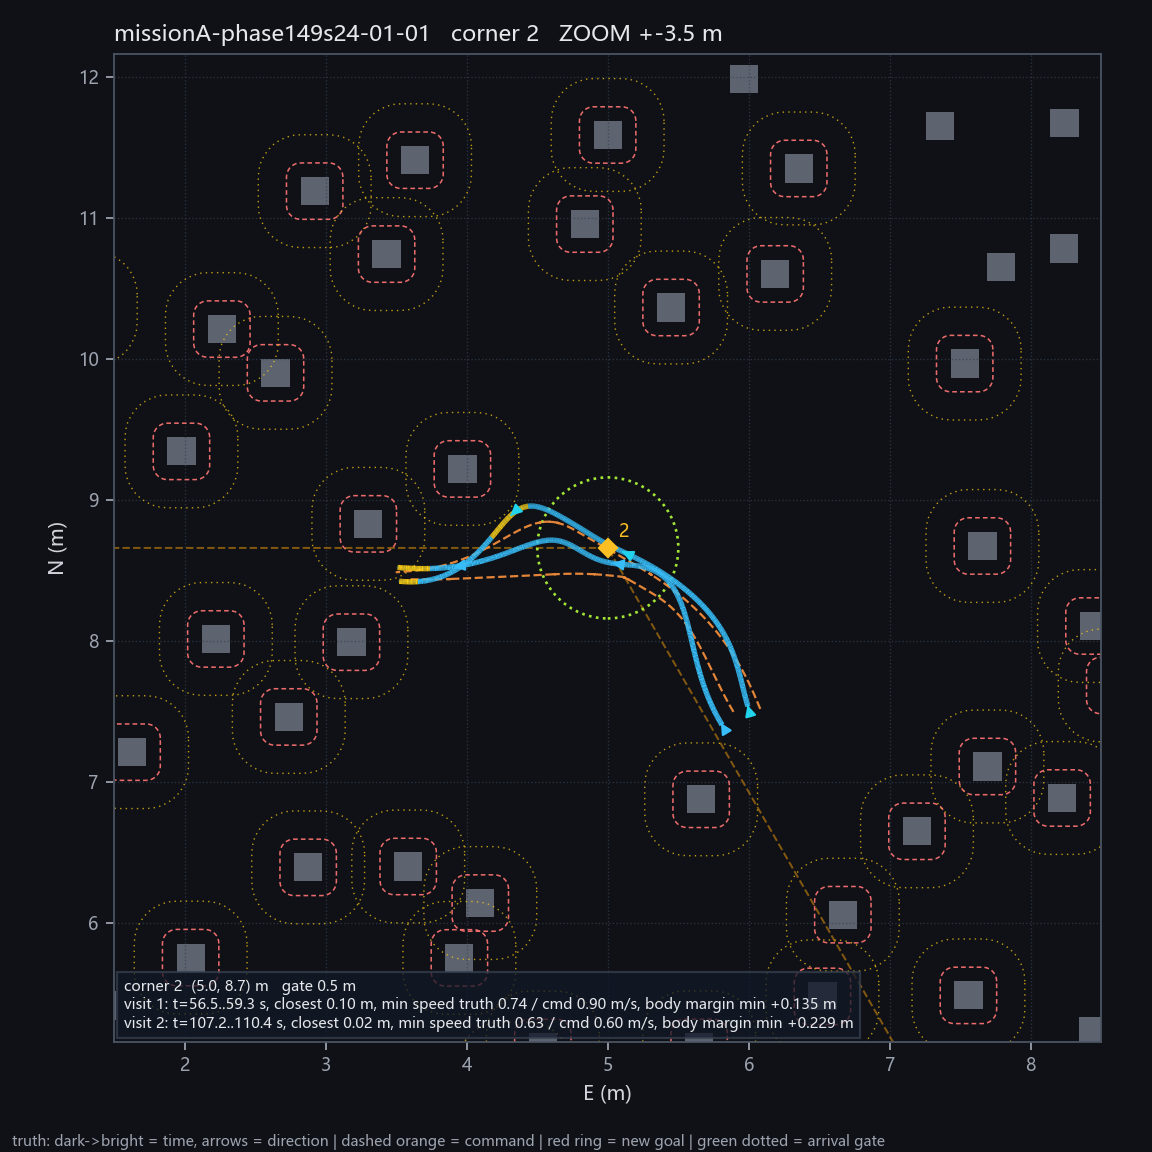 missionA-phase149s24-01-01   corner 2   ZOOM +-3.5 m
12
11
10
9
8
7
6
N (m)
2
corner 2  (5.0, 8.7) m   gate 0.5 m
visit 1: t=56.5..59.3 s, closest 0.10 m, min speed truth 0.74 / cmd 0.90 m/s, body margin min +0.135 m
visit 2: t=107.2..110.4 s, closest 0.02 m, min speed truth 0.63 / cmd 0.60 m/s, body margin min +0.229 m
2 3 4 5 6 7 8
E (m)
truth: dark->bright = time, arrows = direction | dashed orange = command | red ring = new goal | green dotted = arrival gate